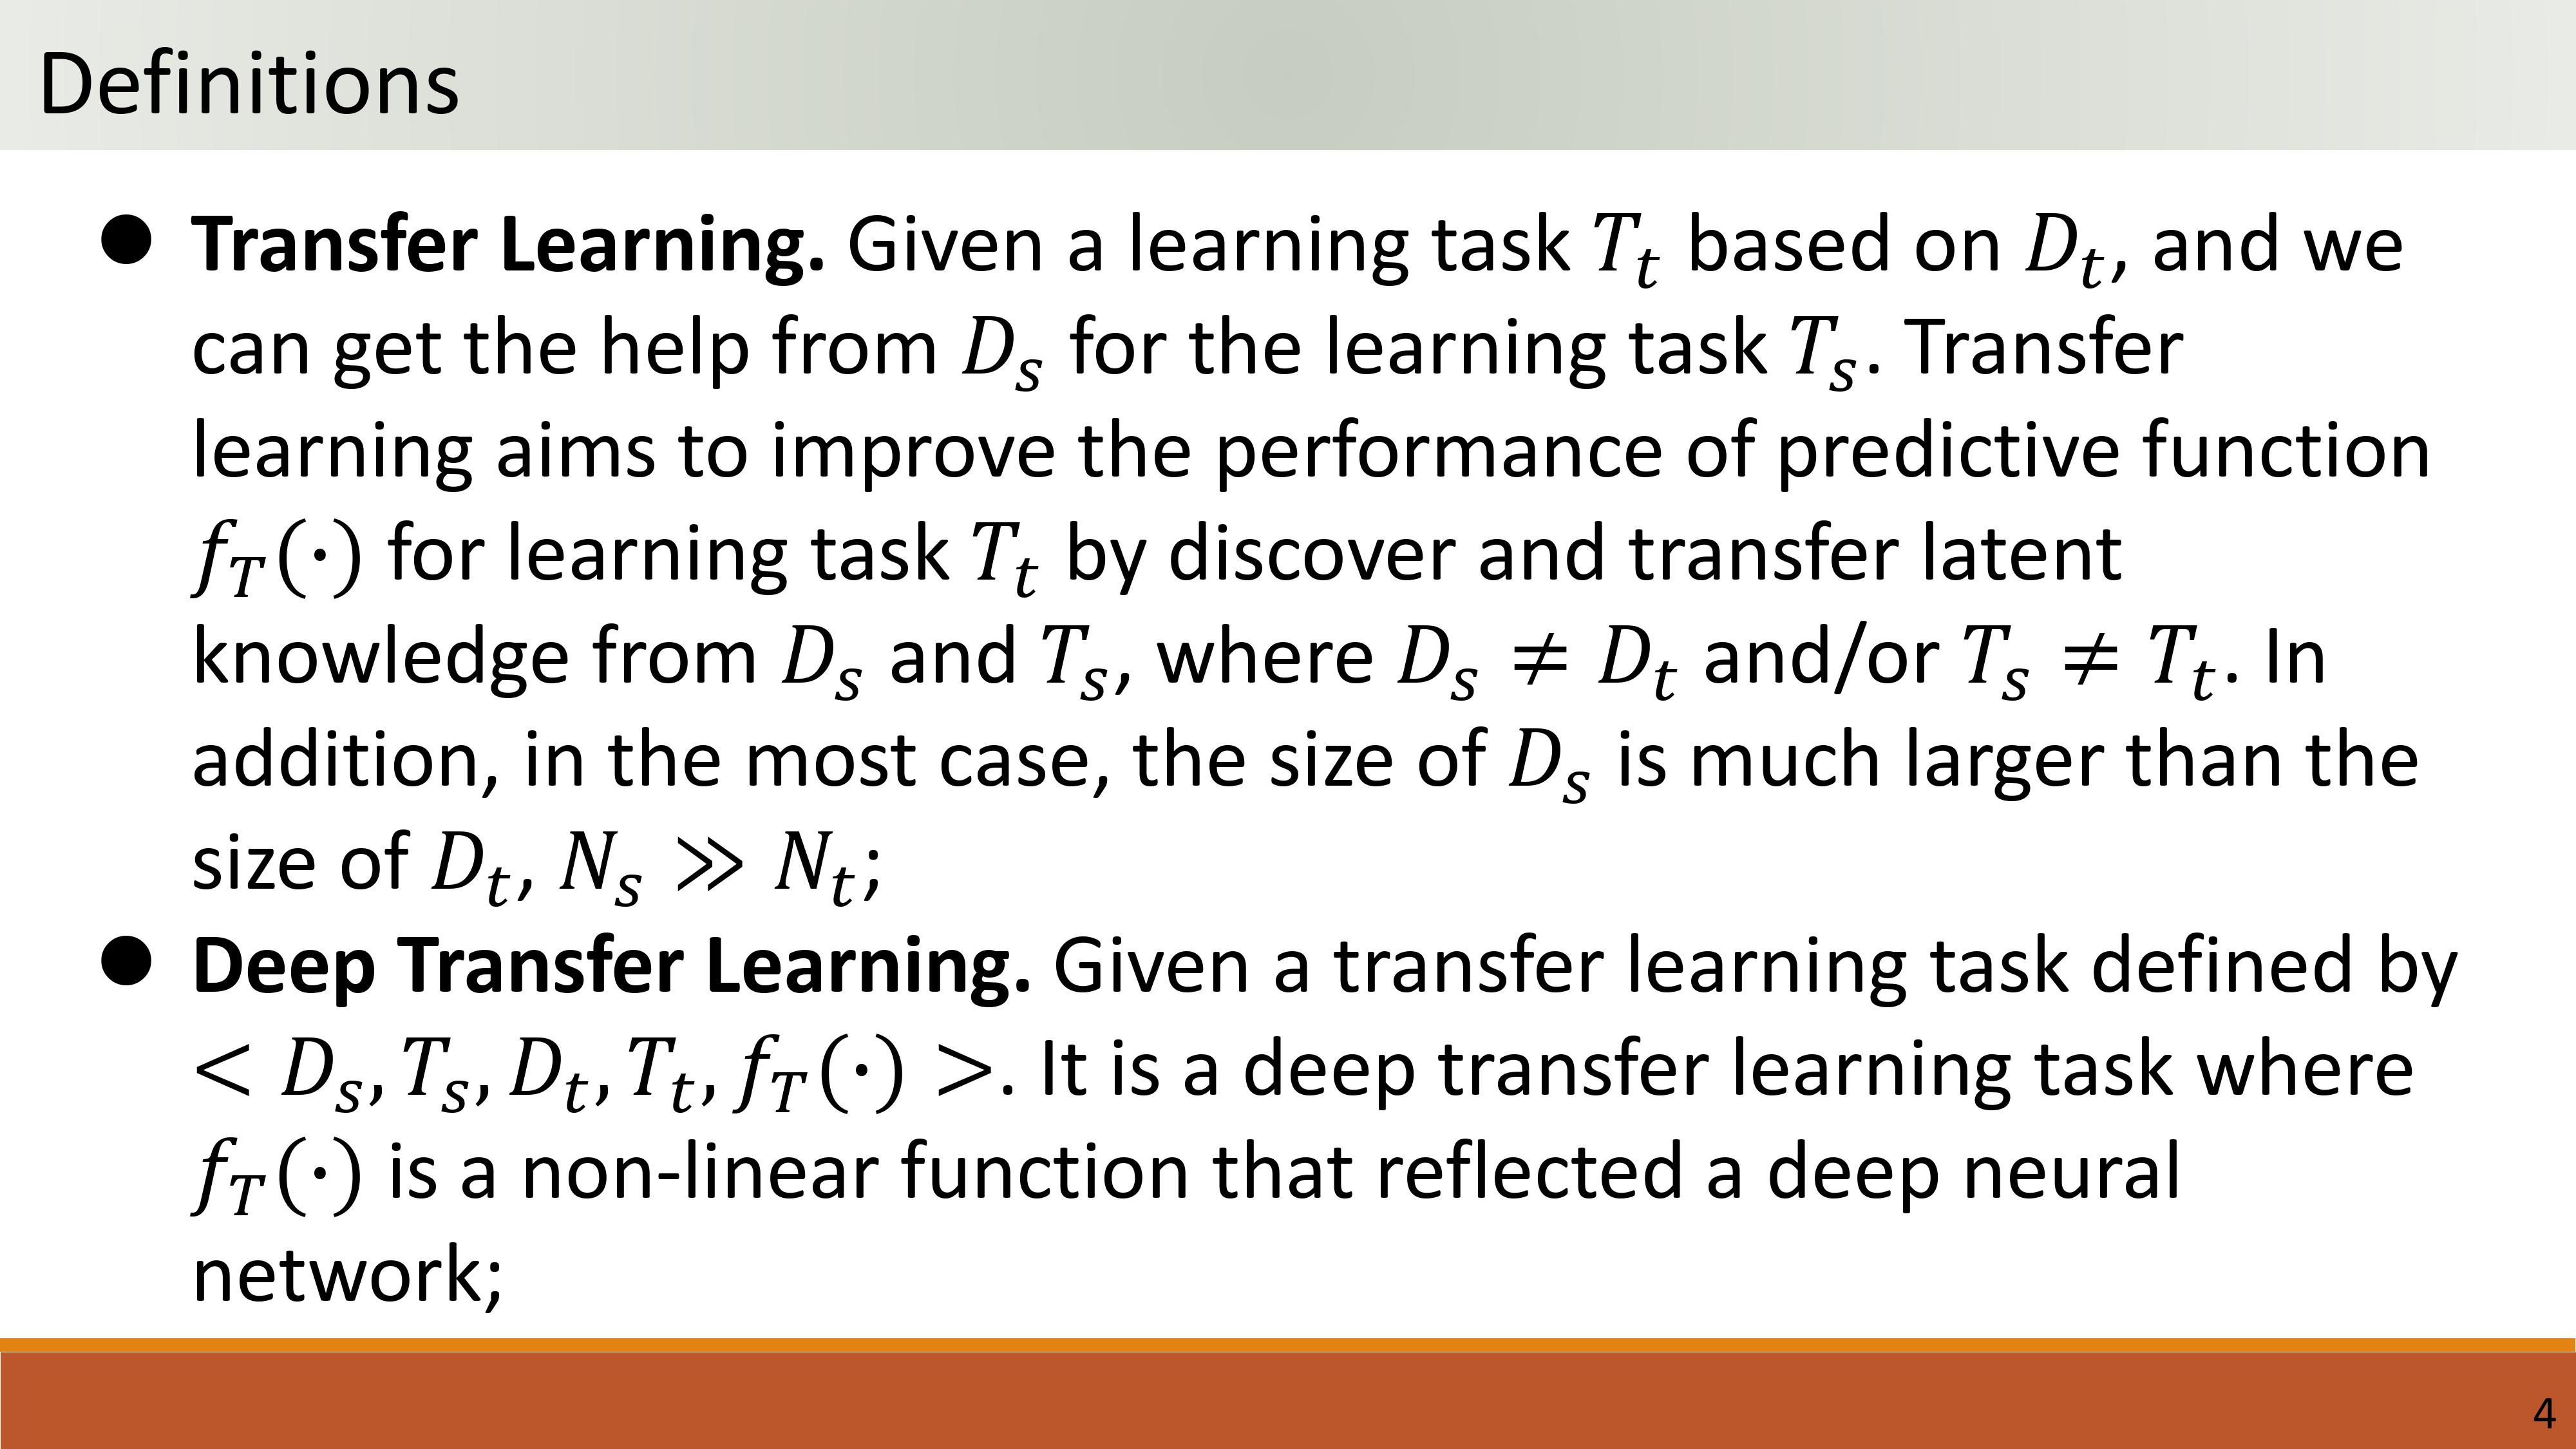 Definitions
● Transfer Learning. Given a learning task $T_t$ based on $D_t$, and we
can get the help from $D_s$ for the learning task $T_s$. Transfer
learning aims to improve the performance of predictive function
$f_T(\cdot)$ for learning task $T_t$ by discover and transfer latent
knowledge from $D_s$ and $T_s$, where $D_s \neq D_t$ and/or $T_s \neq T_t$. In
addition, in the most case, the size of $D_s$ is much larger than the
size of $D_t$, $N_s \gg N_t$;
● Deep Transfer Learning. Given a transfer learning task defined by
$< D_s, T_s, D_t, T_t, f_T(\cdot) >$. It is a deep transfer learning task where
$f_T(\cdot)$ is a non-linear function that reflected a deep neural
network;
4